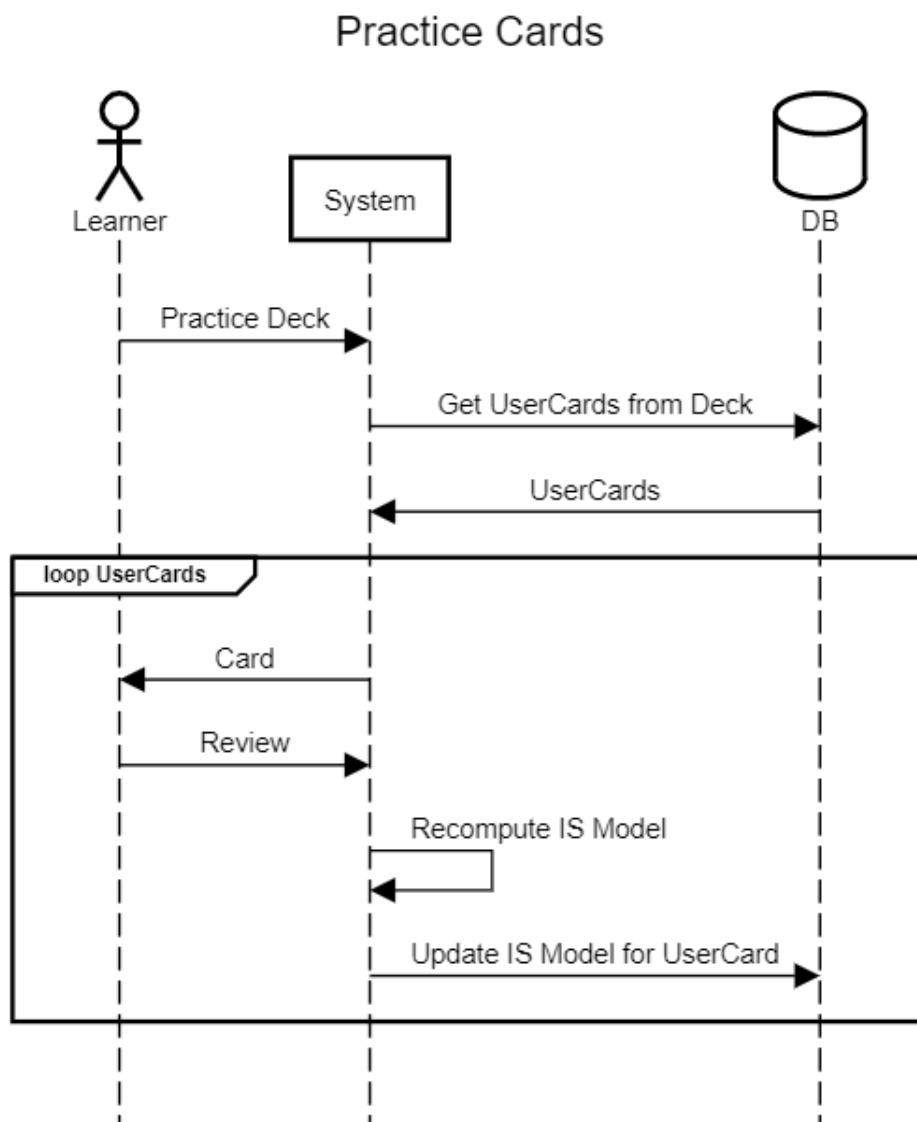 Practice Cards
Learner
System
DB
Practice Deck
Get UserCards from Deck
UserCards
loop UserCards
Card
Review
Recompute IS Model
Update IS Model for UserCard